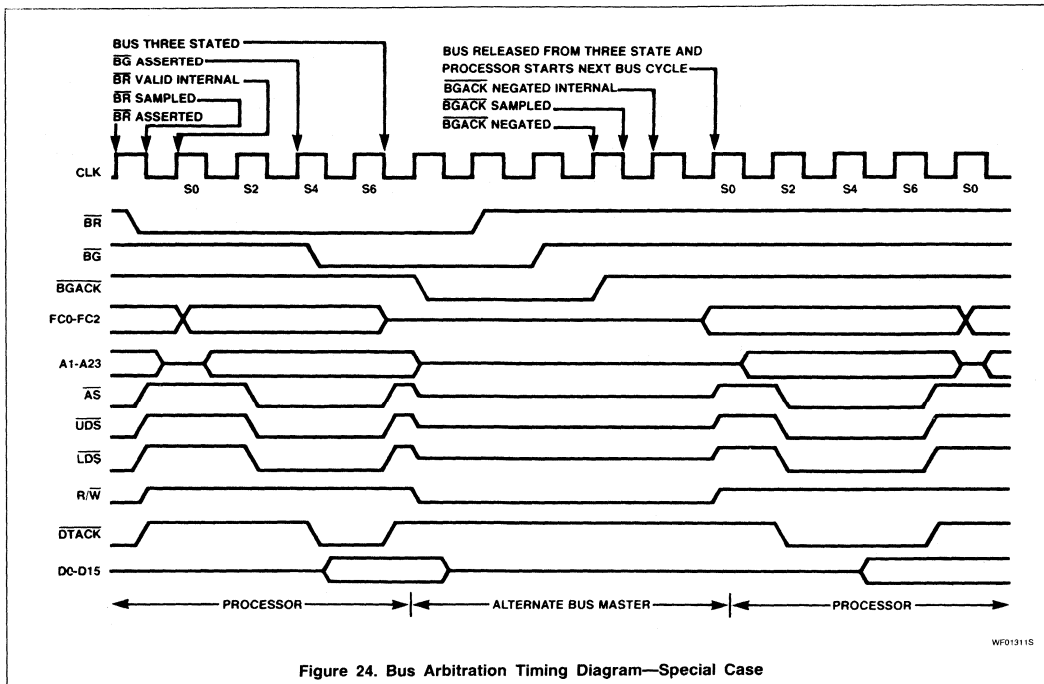 BUS THREE STATED
BG ASSERTED
BR VALID INTERNAL
BR SAMPLED
BR ASSERTED
BUS RELEASED FROM THREE STATE AND
PROCESSOR STARTS NEXT BUS CYCLE
BGACK NEGATED INTERNAL
BGACK SAMPLED
BGACK NEGATED
CLK
S0 S2 S4 S6 S0 S2 S4 S6 S0
BR
BG
BGACK
FC0-FC2
A1-A23
AS
UDS
LDS
R/W
DTACK
D0-D15
PROCESSOR ALTERNATE BUS MASTER PROCESSOR
WF01311S
Figure 24. Bus Arbitration Timing Diagram—Special Case